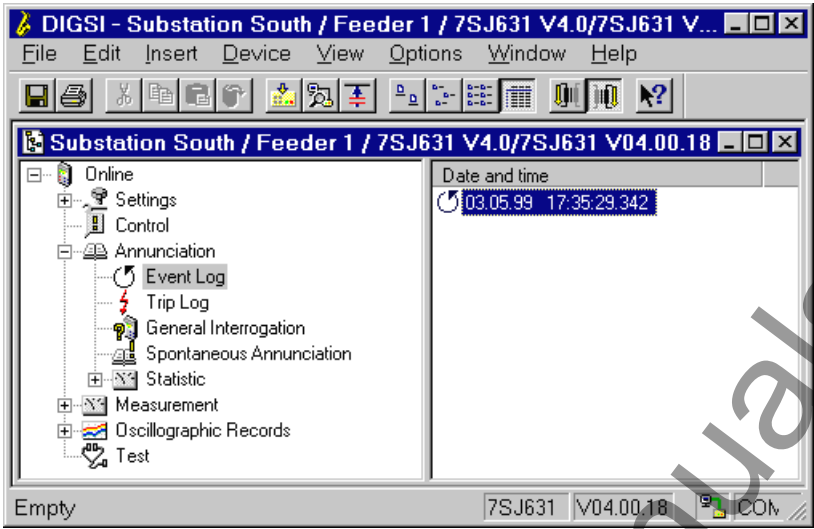 DIGSI - Substation South / Feeder 1 / 7SJ631 V4.0/7SJ631 V...
File Edit Insert Device View Options Window Help
Substation South / Feeder 1 / 7SJ631 V4.0/7SJ631 V04.00.18
Online
Settings
Control
Annunciation
Event Log
Trip Log
General Interrogation
Spontaneous Annunciation
Statistic
Measurement
Oscillographic Records
Test
Date and time
03.05.99 17:35:29.342
Empty 7SJ631 V04.00.18